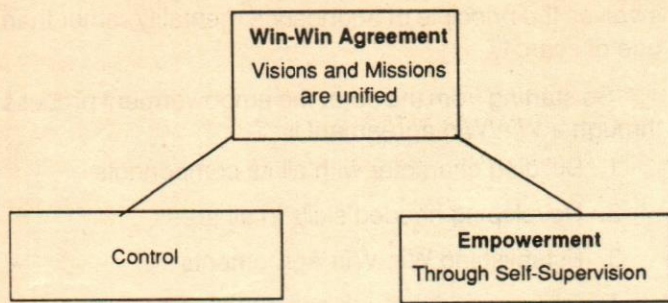 Win-Win Agreement
Visions and Missions
are unified
Control
Empowerment
Through Self-Supervision